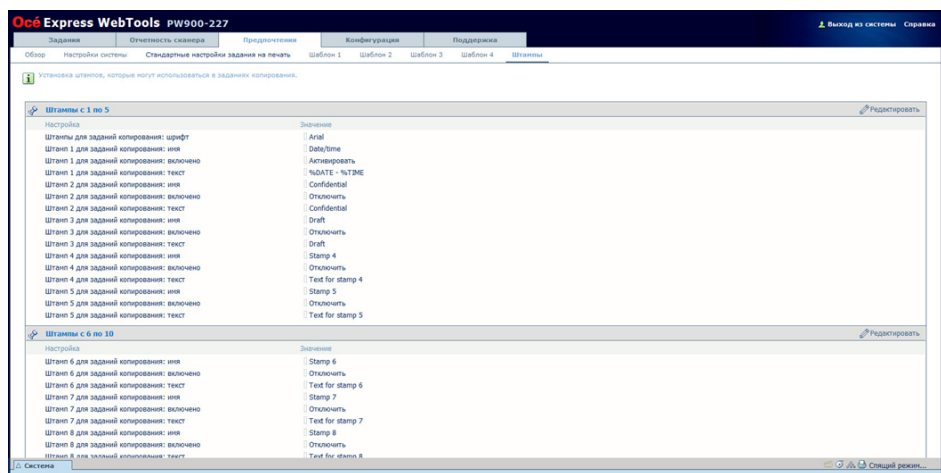 Océ Express WebTools PW900-227
Выход из системы Справка
Задания Отчетность сканера Предпочтения Конфигурация Поддержка
Обзор Настройки системы Стандартные настройки задания на печать Шаблон 1 Шаблон 2 Шаблон 3 Шаблон 4 Штампы
Установка штампов, которые могут использоваться в заданиях копирования.
Штампы с 1 по 5 Редактировать
Настройка Значение
Штампы для заданий копирования: шрифт Arial
Штамп 1 для заданий копирования: имя Date/time
Штамп 1 для заданий копирования: включено Активировать
Штамп 1 для заданий копирования: текст %DATE - %TIME
Штамп 2 для заданий копирования: имя Confidential
Штамп 2 для заданий копирования: включено Отключить
Штамп 2 для заданий копирования: текст Confidential
Штамп 3 для заданий копирования: имя Draft
Штамп 3 для заданий копирования: включено Отключить
Штамп 3 для заданий копирования: текст Draft
Штамп 4 для заданий копирования: имя Stamp 4
Штамп 4 для заданий копирования: включено Отключить
Штамп 4 для заданий копирования: текст Text for stamp 4
Штамп 5 для заданий копирования: имя Stamp 5
Штамп 5 для заданий копирования: включено Отключить
Штамп 5 для заданий копирования: текст Text for stamp 5
Штампы с 6 по 10 Редактировать
Настройка Значение
Штамп 6 для заданий копирования: имя Stamp 6
Штамп 6 для заданий копирования: включено Отключить
Штамп 6 для заданий копирования: текст Text for stamp 6
Штамп 7 для заданий копирования: имя Stamp 7
Штамп 7 для заданий копирования: включено Отключить
Штамп 7 для заданий копирования: текст Text for stamp 7
Штамп 8 для заданий копирования: имя Stamp 8
Штамп 8 для заданий копирования: включено Отключить
Штамп 8 для заданий копирования: текст Text for stamp 8
Система Спящий режим...